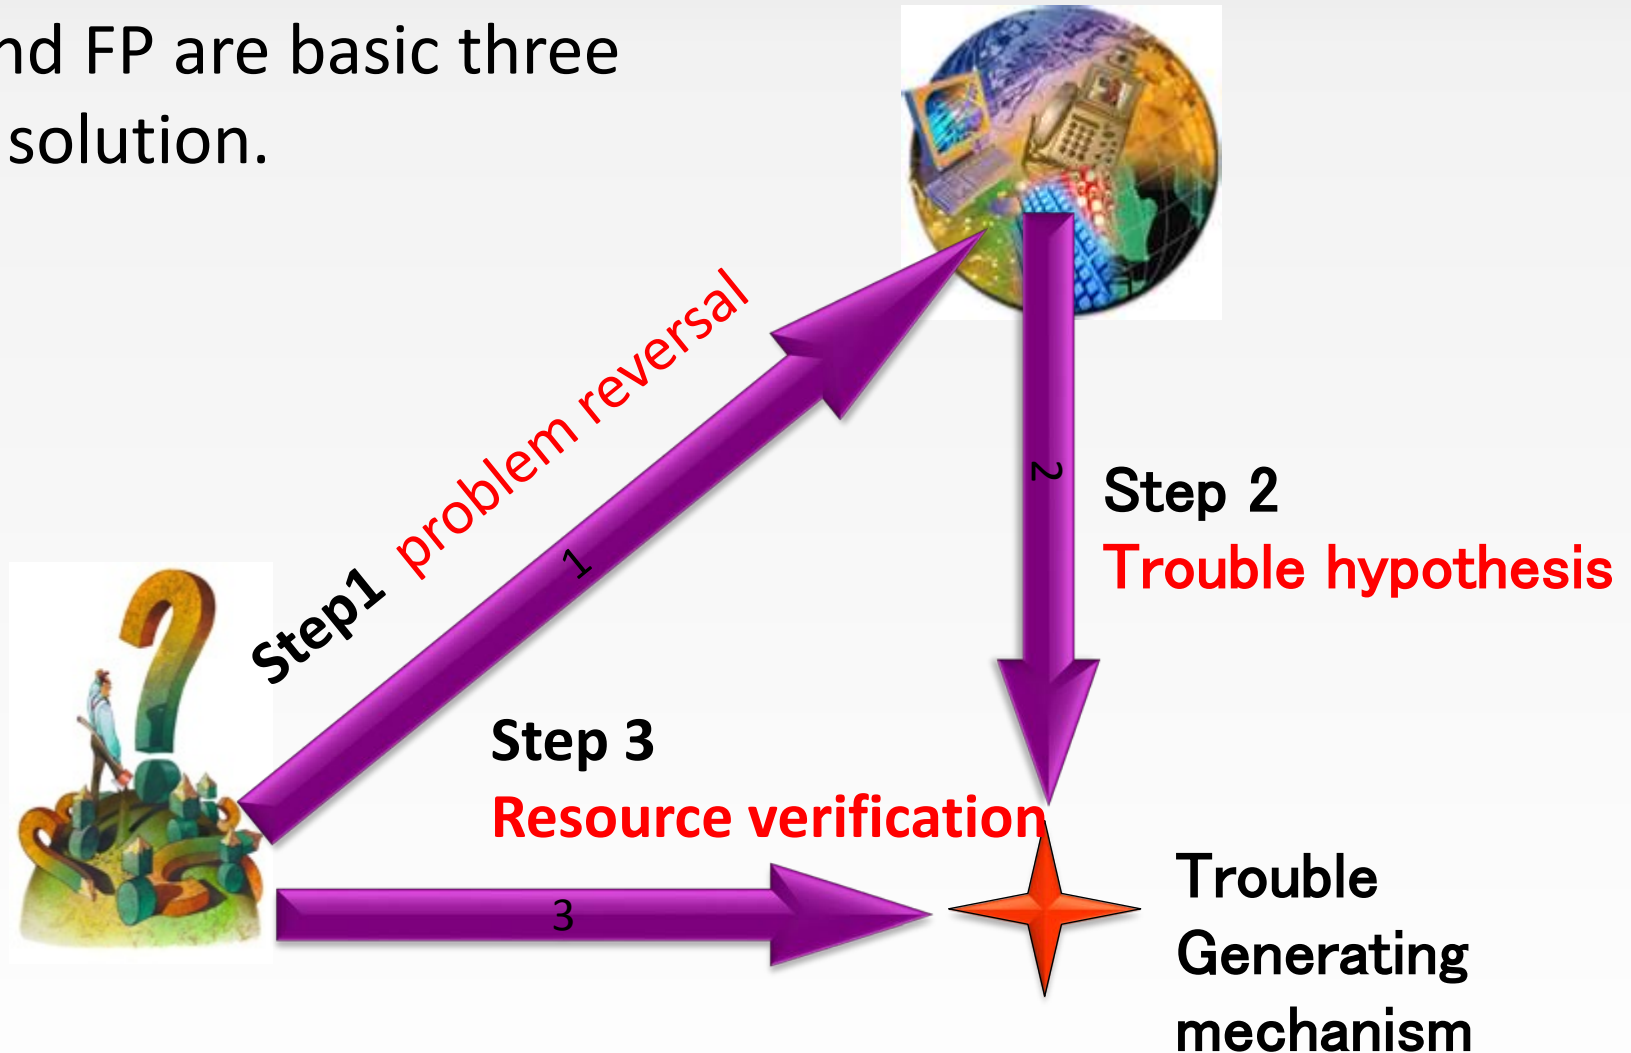 nd FP are basic three
solution.
Step1 problem reversal
1
2
Step 2
Trouble hypothesis
Step 3
Resource verification
3
Trouble
Generating
mechanism